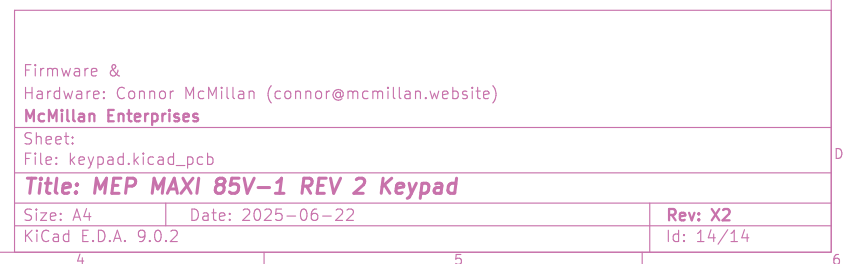 Firmware &
Hardware: Connor McMillan (connor@mcmillan.website)
McMillan Enterprises
Sheet:
File: keypad.kicad_pcb
D
Title: MEP MAXI 85V-1 REV 2 Keypad
Size: A4 Date: 2025-06-22 Rev: X2
KiCad E.D.A. 9.0.2 Id: 14/14
4 5 6